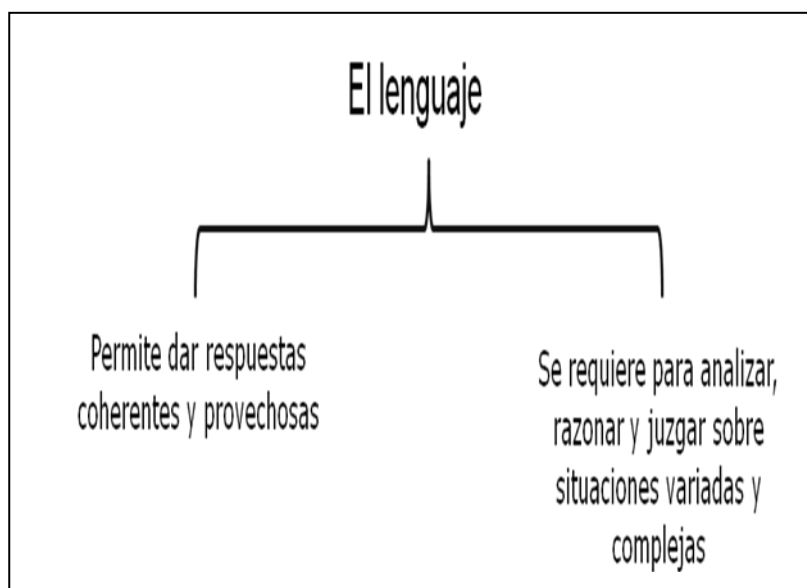 El lenguaje
Permite dar respuestas
coherentes y provechosas
Se requiere para analizar,
razonar y juzgar sobre
situaciones variadas y
complejas